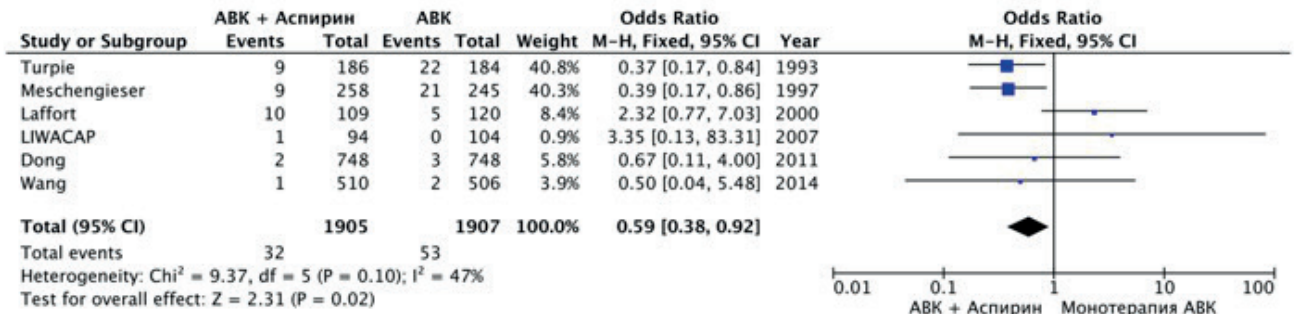 АВК + Аспирин АВК Odds Ratio Odds Ratio
Study or Subgroup Events Total Events Total Weight M-H, Fixed, 95% CI Year M-H, Fixed, 95% CI
Turpie 9 186 22 184 40.8% 0.37 [0.17, 0.84] 1993
Meschengieser 9 258 21 245 40.3% 0.39 [0.17, 0.86] 1997
Laffort 10 109 5 120 8.4% 2.32 [0.77, 7.03] 2000
LIWACAP 1 94 0 104 0.9% 3.35 [0.13, 83.31] 2007
Dong 2 748 3 748 5.8% 0.67 [0.11, 4.00] 2011
Wang 1 510 2 506 3.9% 0.50 [0.04, 5.48] 2014
Total (95% CI) 1905 1907 100.0% 0.59 [0.38, 0.92]
Total events 32 53
Heterogeneity: Chi² = 9.37, df = 5 (P = 0.10); I² = 47%
Test for overall effect: Z = 2.31 (P = 0.02)
0.01 0.1 1 10 100
АВК + Аспирин Монотерапия АВК